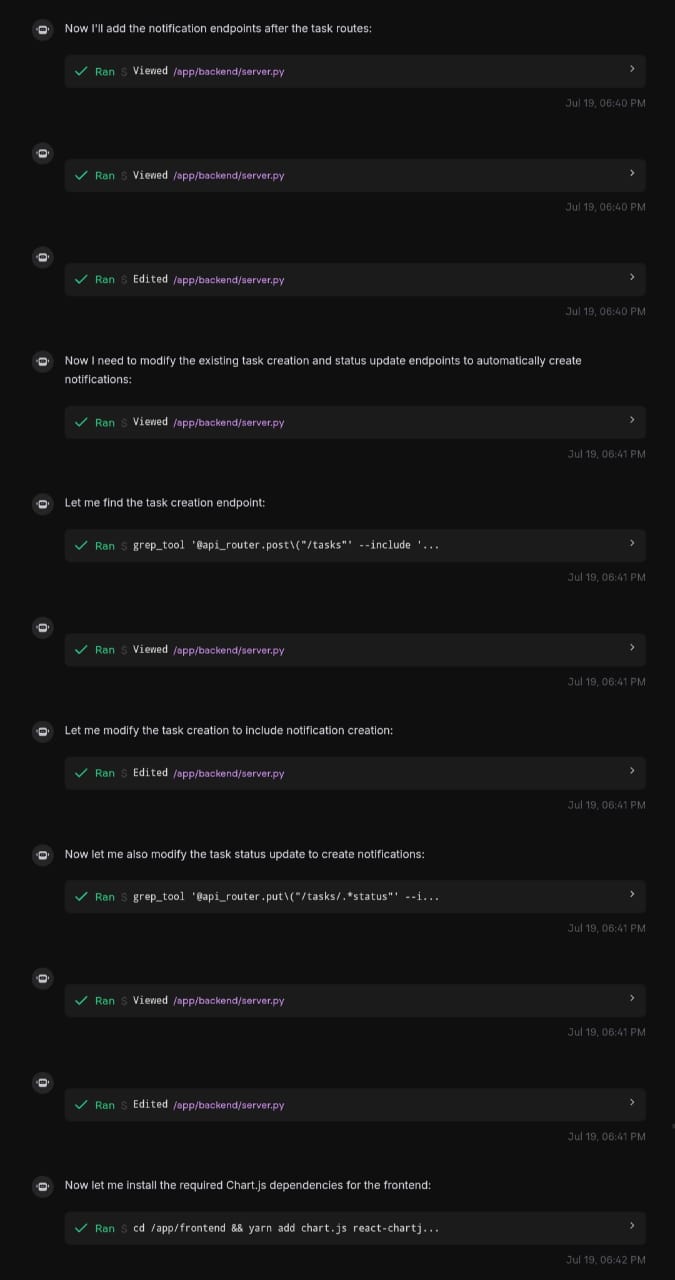 Now I'll add the notification endpoints after the task routes:
Ran $ Viewed /app/backend/server.py
Jul 19, 06:40 PM
Ran $ Viewed /app/backend/server.py
Jul 19, 06:40 PM
Ran $ Edited /app/backend/server.py
Jul 19, 06:40 PM
Now I need to modify the existing task creation and status update endpoints to automatically create
notifications:
Ran $ Viewed /app/backend/server.py
Jul 19, 06:41 PM
Let me find the task creation endpoint:
Ran $ grep_tool '@api_router.post\("/tasks"' --include '...
Jul 19, 06:41 PM
Ran $ Viewed /app/backend/server.py
Jul 19, 06:41 PM
Let me modify the task creation to include notification creation:
Ran $ Edited /app/backend/server.py
Jul 19, 06:41 PM
Now let me also modify the task status update to create notifications:
Ran $ grep_tool '@api_router.put\("/tasks/.*status"' --i...
Jul 19, 06:41 PM
Ran $ Viewed /app/backend/server.py
Jul 19, 06:41 PM
Ran $ Edited /app/backend/server.py
Jul 19, 06:41 PM
Now let me install the required Chart.js dependencies for the frontend:
Ran $ cd /app/frontend && yarn add chart.js react-chartj...
Jul 19, 06:42 PM